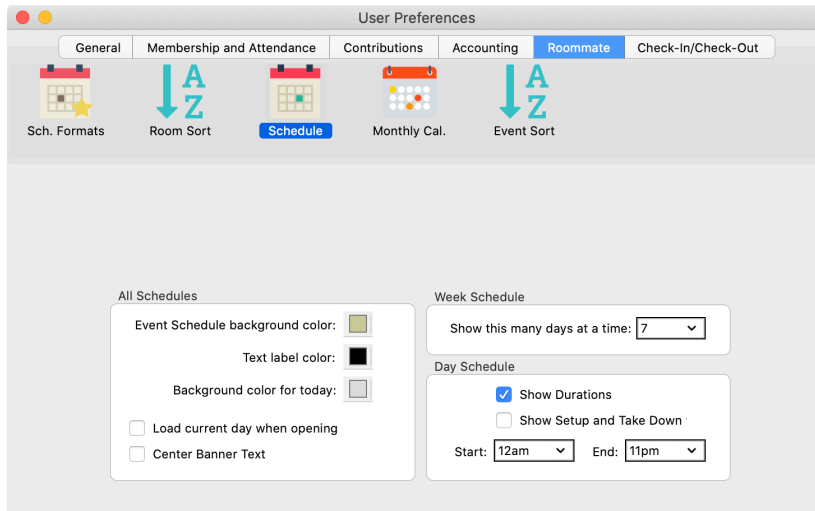 User Preferences
General Membership and Attendance Contributions Accounting Roommate Check-In/Check-Out
A Z A Z
Sch. Formats Room Sort Schedule Monthly Cal. Event Sort
All Schedules
Event Schedule background color:
Text label color:
Background color for today:
Load current day when opening
Center Banner Text
Week Schedule
Show this many days at a time: 7
Day Schedule
Show Durations
Show Setup and Take Down
Start: 12am End: 11pm